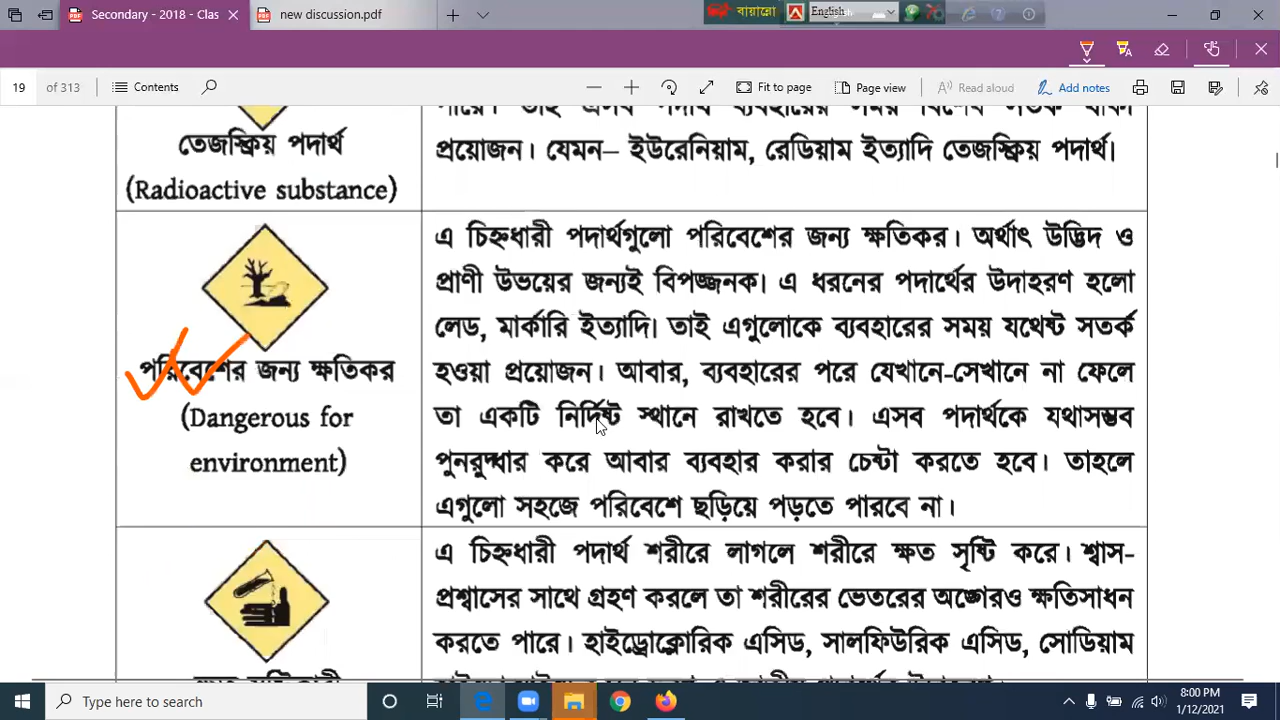 Secondary - 2018 - Clas
new discussion.pdf
বায়ান্নো
English
19 of 313
Contents
Fit to page
Page view
Read aloud
Add notes
পারে। তাই এসব পদার্থ ব্যবহারের সময় বিশেষ সতর্ক থাকা
প্রয়োজন। যেমন– ইউরেনিয়াম, রেডিয়াম ইত্যাদি তেজস্ক্রিয় পদার্থ।
তেজস্ক্রিয় পদার্থ
(Radioactive substance)
পরিবেশের জন্য ক্ষতিকর
(Dangerous for
environment)
এ চিহ্নধারী পদার্থগুলো পরিবেশের জন্য ক্ষতিকর। অর্থাৎ উদ্ভিদ ও
প্রাণী উভয়ের জন্যই বিপজ্জনক। এ ধরনের পদার্থের উদাহরণ হলো
লেড, মার্কারি ইত্যাদি। তাই এগুলোকে ব্যবহারের সময় যথেষ্ট সতর্ক
হওয়া প্রয়োজন। আবার, ব্যবহারের পরে যেখানে-সেখানে না ফেলে
তা একটি নির্দিষ্ট স্থানে রাখতে হবে। এসব পদার্থকে যথাসম্ভব
পুনরুদ্ধার করে আবার ব্যবহার করার চেষ্টা করতে হবে। তাহলে
এগুলো সহজে পরিবেশে ছড়িয়ে পড়তে পারবে না।
এ চিহ্নধারী পদার্থ শরীরে লাগলে শরীরে ক্ষত সৃষ্টি করে। শ্বাস-
প্রশ্বাসের সাথে গ্রহণ করলে তা শরীরের ভেতরের অঙ্গেরও ক্ষতিসাধন
করতে পারে। হাইড্রোক্লোরিক এসিড, সালফিউরিক এসিড, সোডিয়াম
Type here to search
8:00 PM
1/12/2021